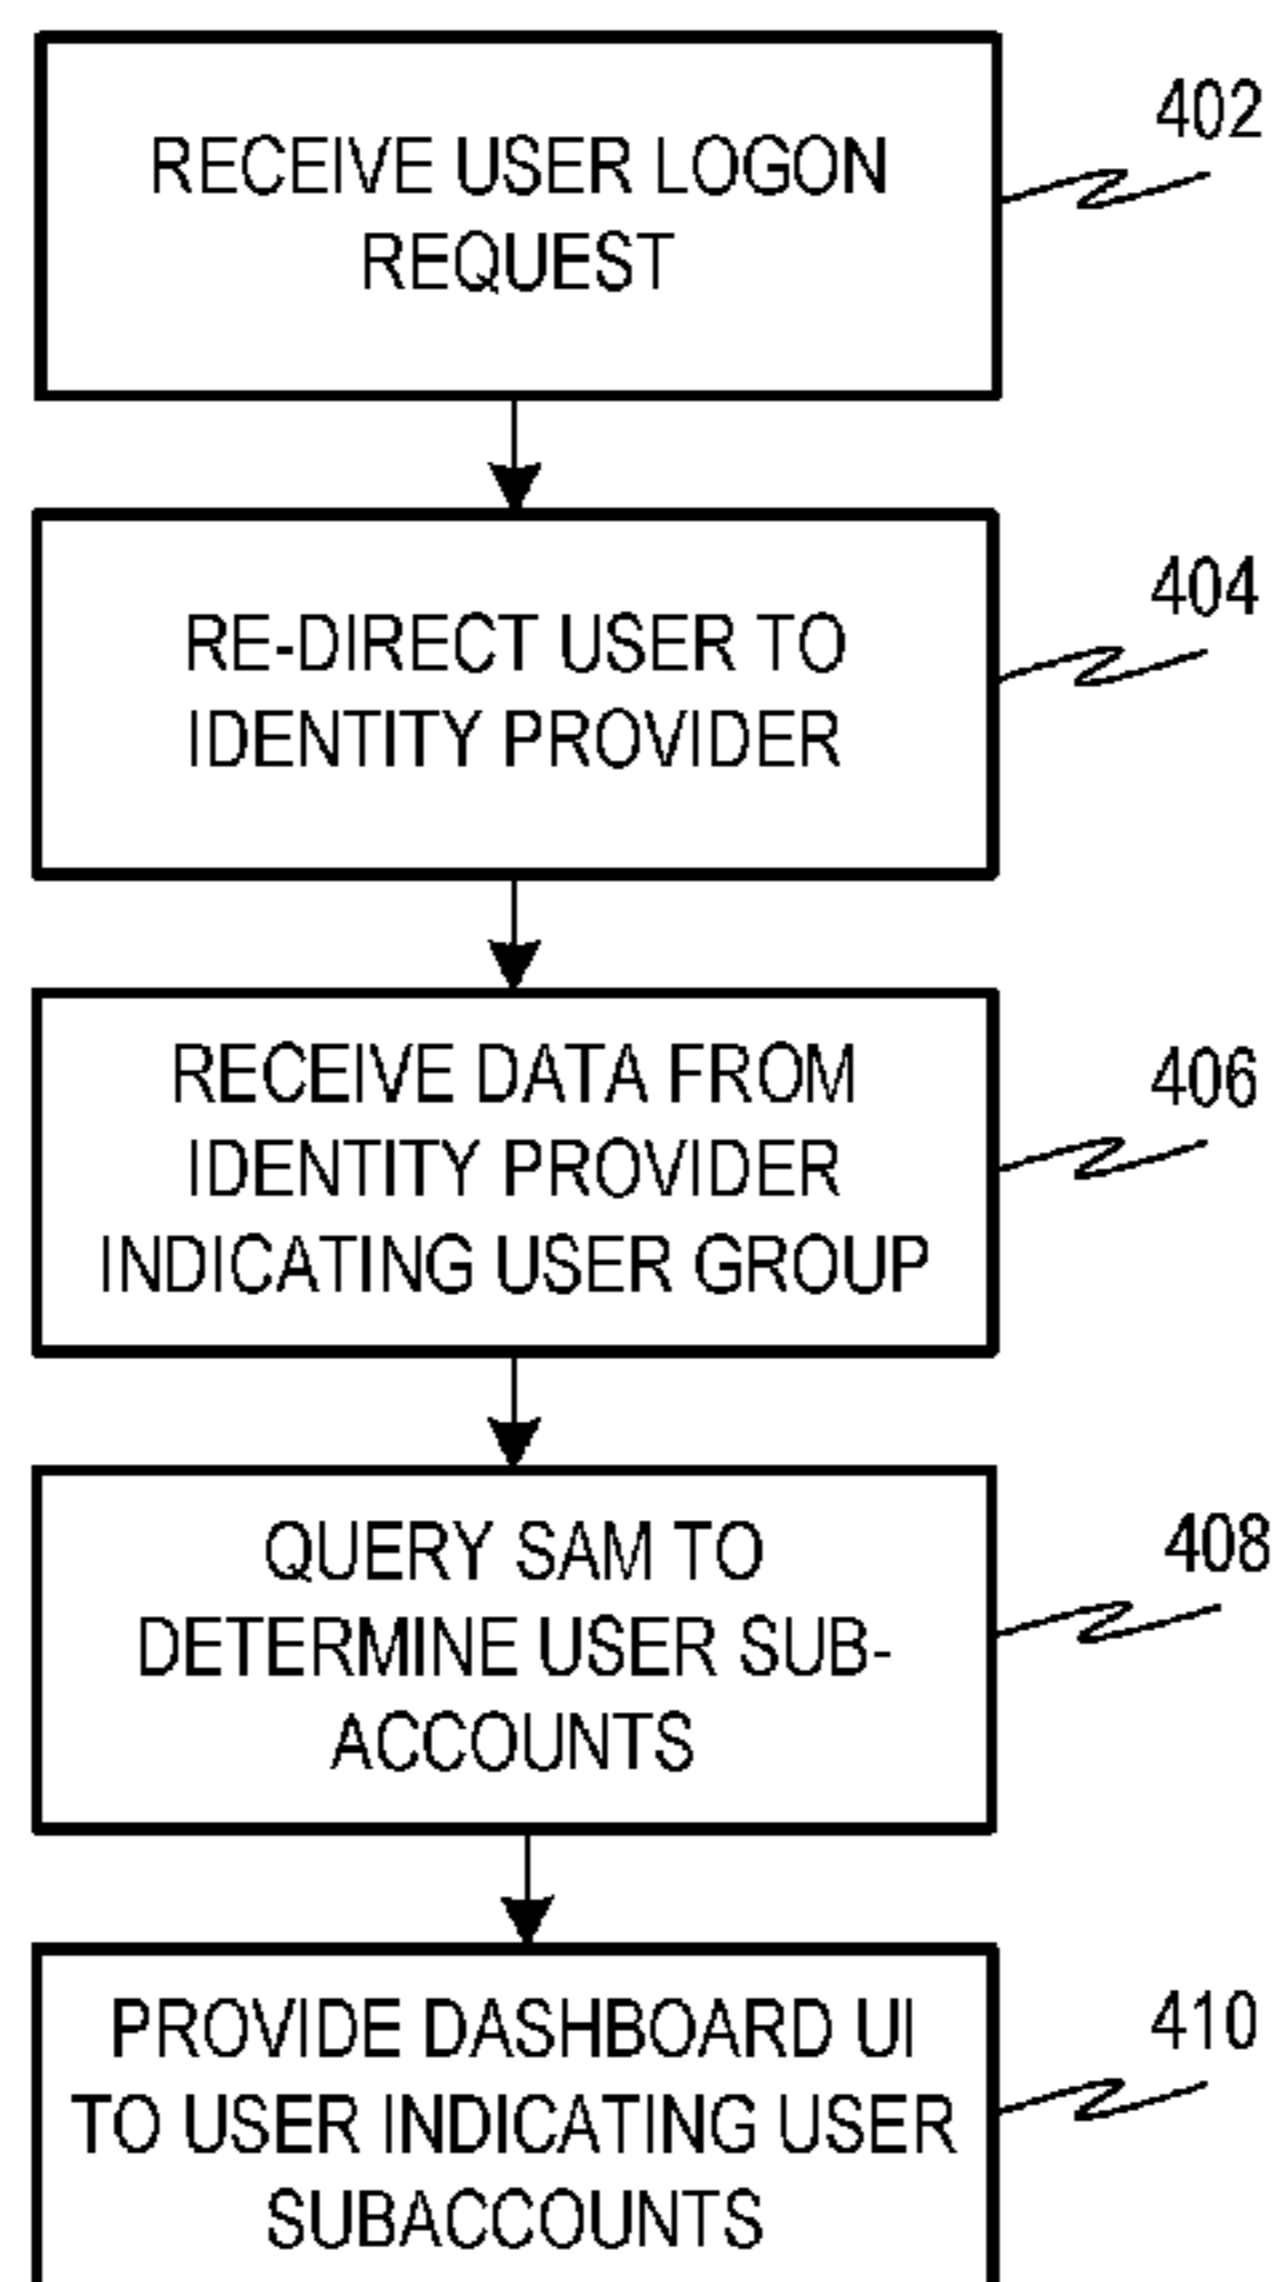 RECEIVE USER LOGON
REQUEST
402
RE-DIRECT USER TO
IDENTITY PROVIDER
404
RECEIVE DATA FROM
IDENTITY PROVIDER
INDICATING USER GROUP
406
QUERY SAM TO
DETERMINE USER SUB-
ACCOUNTS
408
PROVIDE DASHBOARD UI
TO USER INDICATING USER
SUBACCOUNTS
410